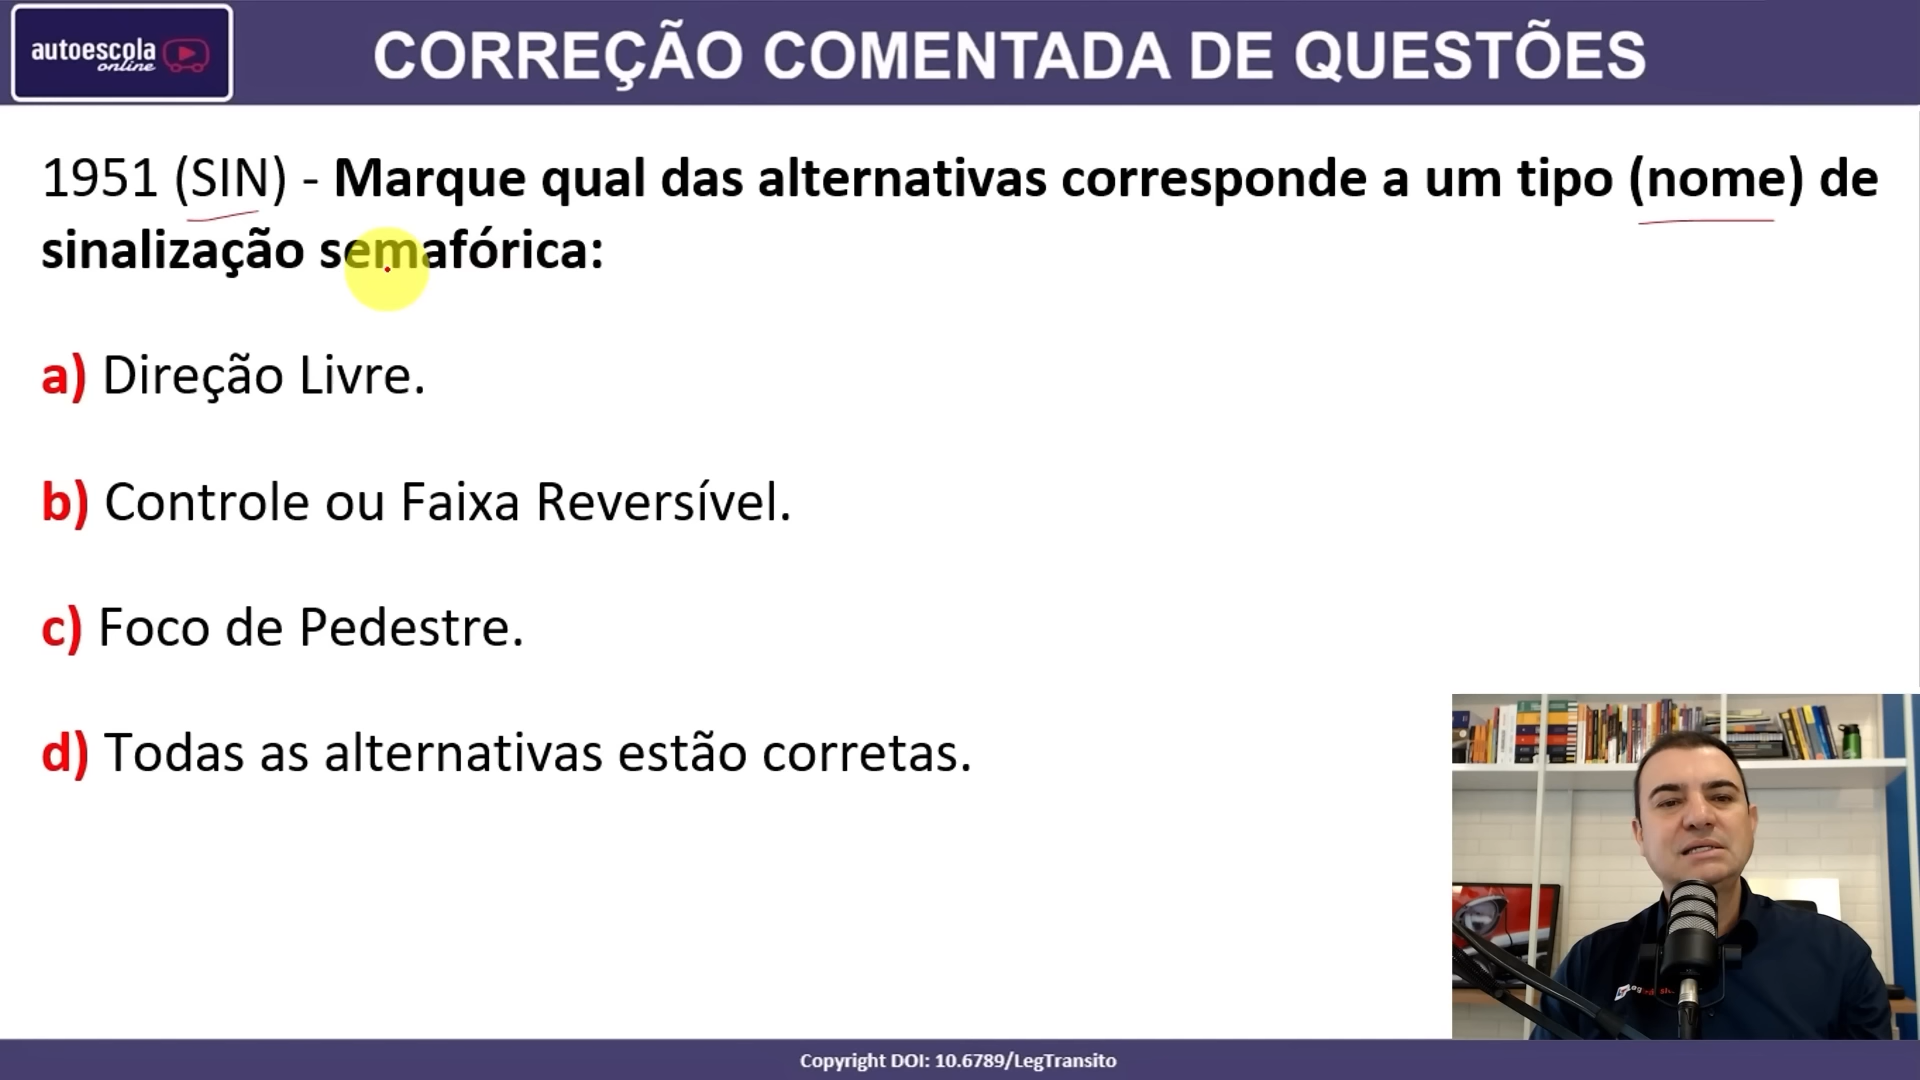 autoescola
online
CORREÇÃO COMENTADA DE QUESTÕES
1951 (SIN) - Marque qual das alternativas corresponde a um tipo (nome) de
sinalização semafórica:
a) Direção Livre.
b) Controle ou Faixa Reversível.
c) Foco de Pedestre.
d) Todas as alternativas estão corretas.
Copyright DOI: 10.6789/LegTransito